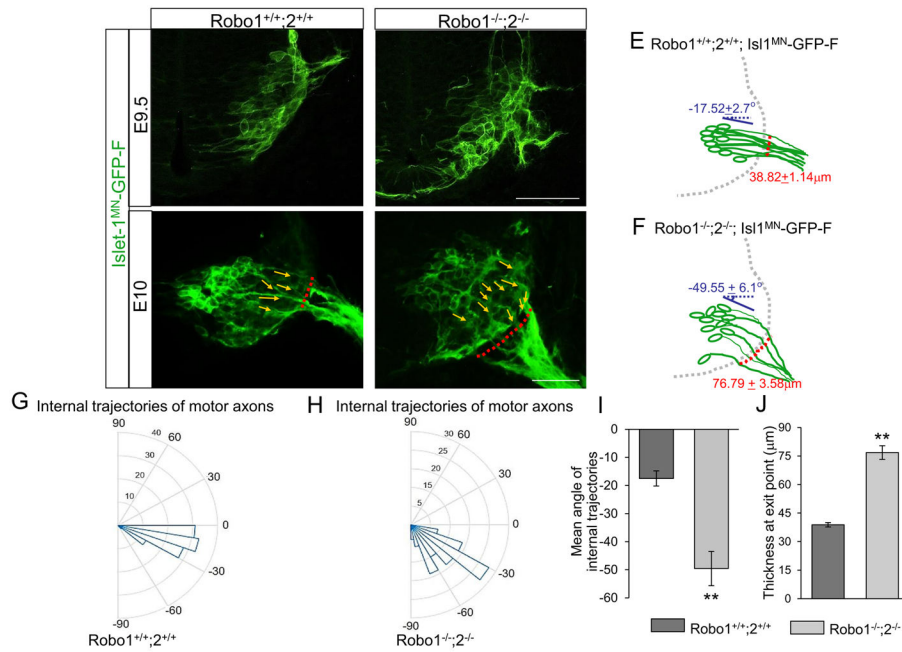 Robo1+/+;2+/+
Robo1-/-;2-/-
Islet-1MN-GFP-F
E9.5
E10
E
Robo1+/+;2+/+; Isl1MN-GFP-F
-17.52±2.7°
38.82±1.14μm
F
Robo1-/-;2-/-; Isl1MN-GFP-F
-49.55 ± 6.1°
76.79 ± 3.58μm
G
Internal trajectories of motor axons
90
60
30
0
-30
-60
-90
40
30
20
10
Robo1+/+;2+/+
H
Internal trajectories of motor axons
90
60
30
0
-30
-60
-90
30
25
20
15
10
5
Robo1-/-;2-/-
I
Mean angle of
internal trajectories
0
-10
-20
-30
-40
-50
-60
**
J
Thickness at exit point (μm)
90
75
60
45
30
15
0
**
Robo1+/+;2+/+
Robo1-/-;2-/-